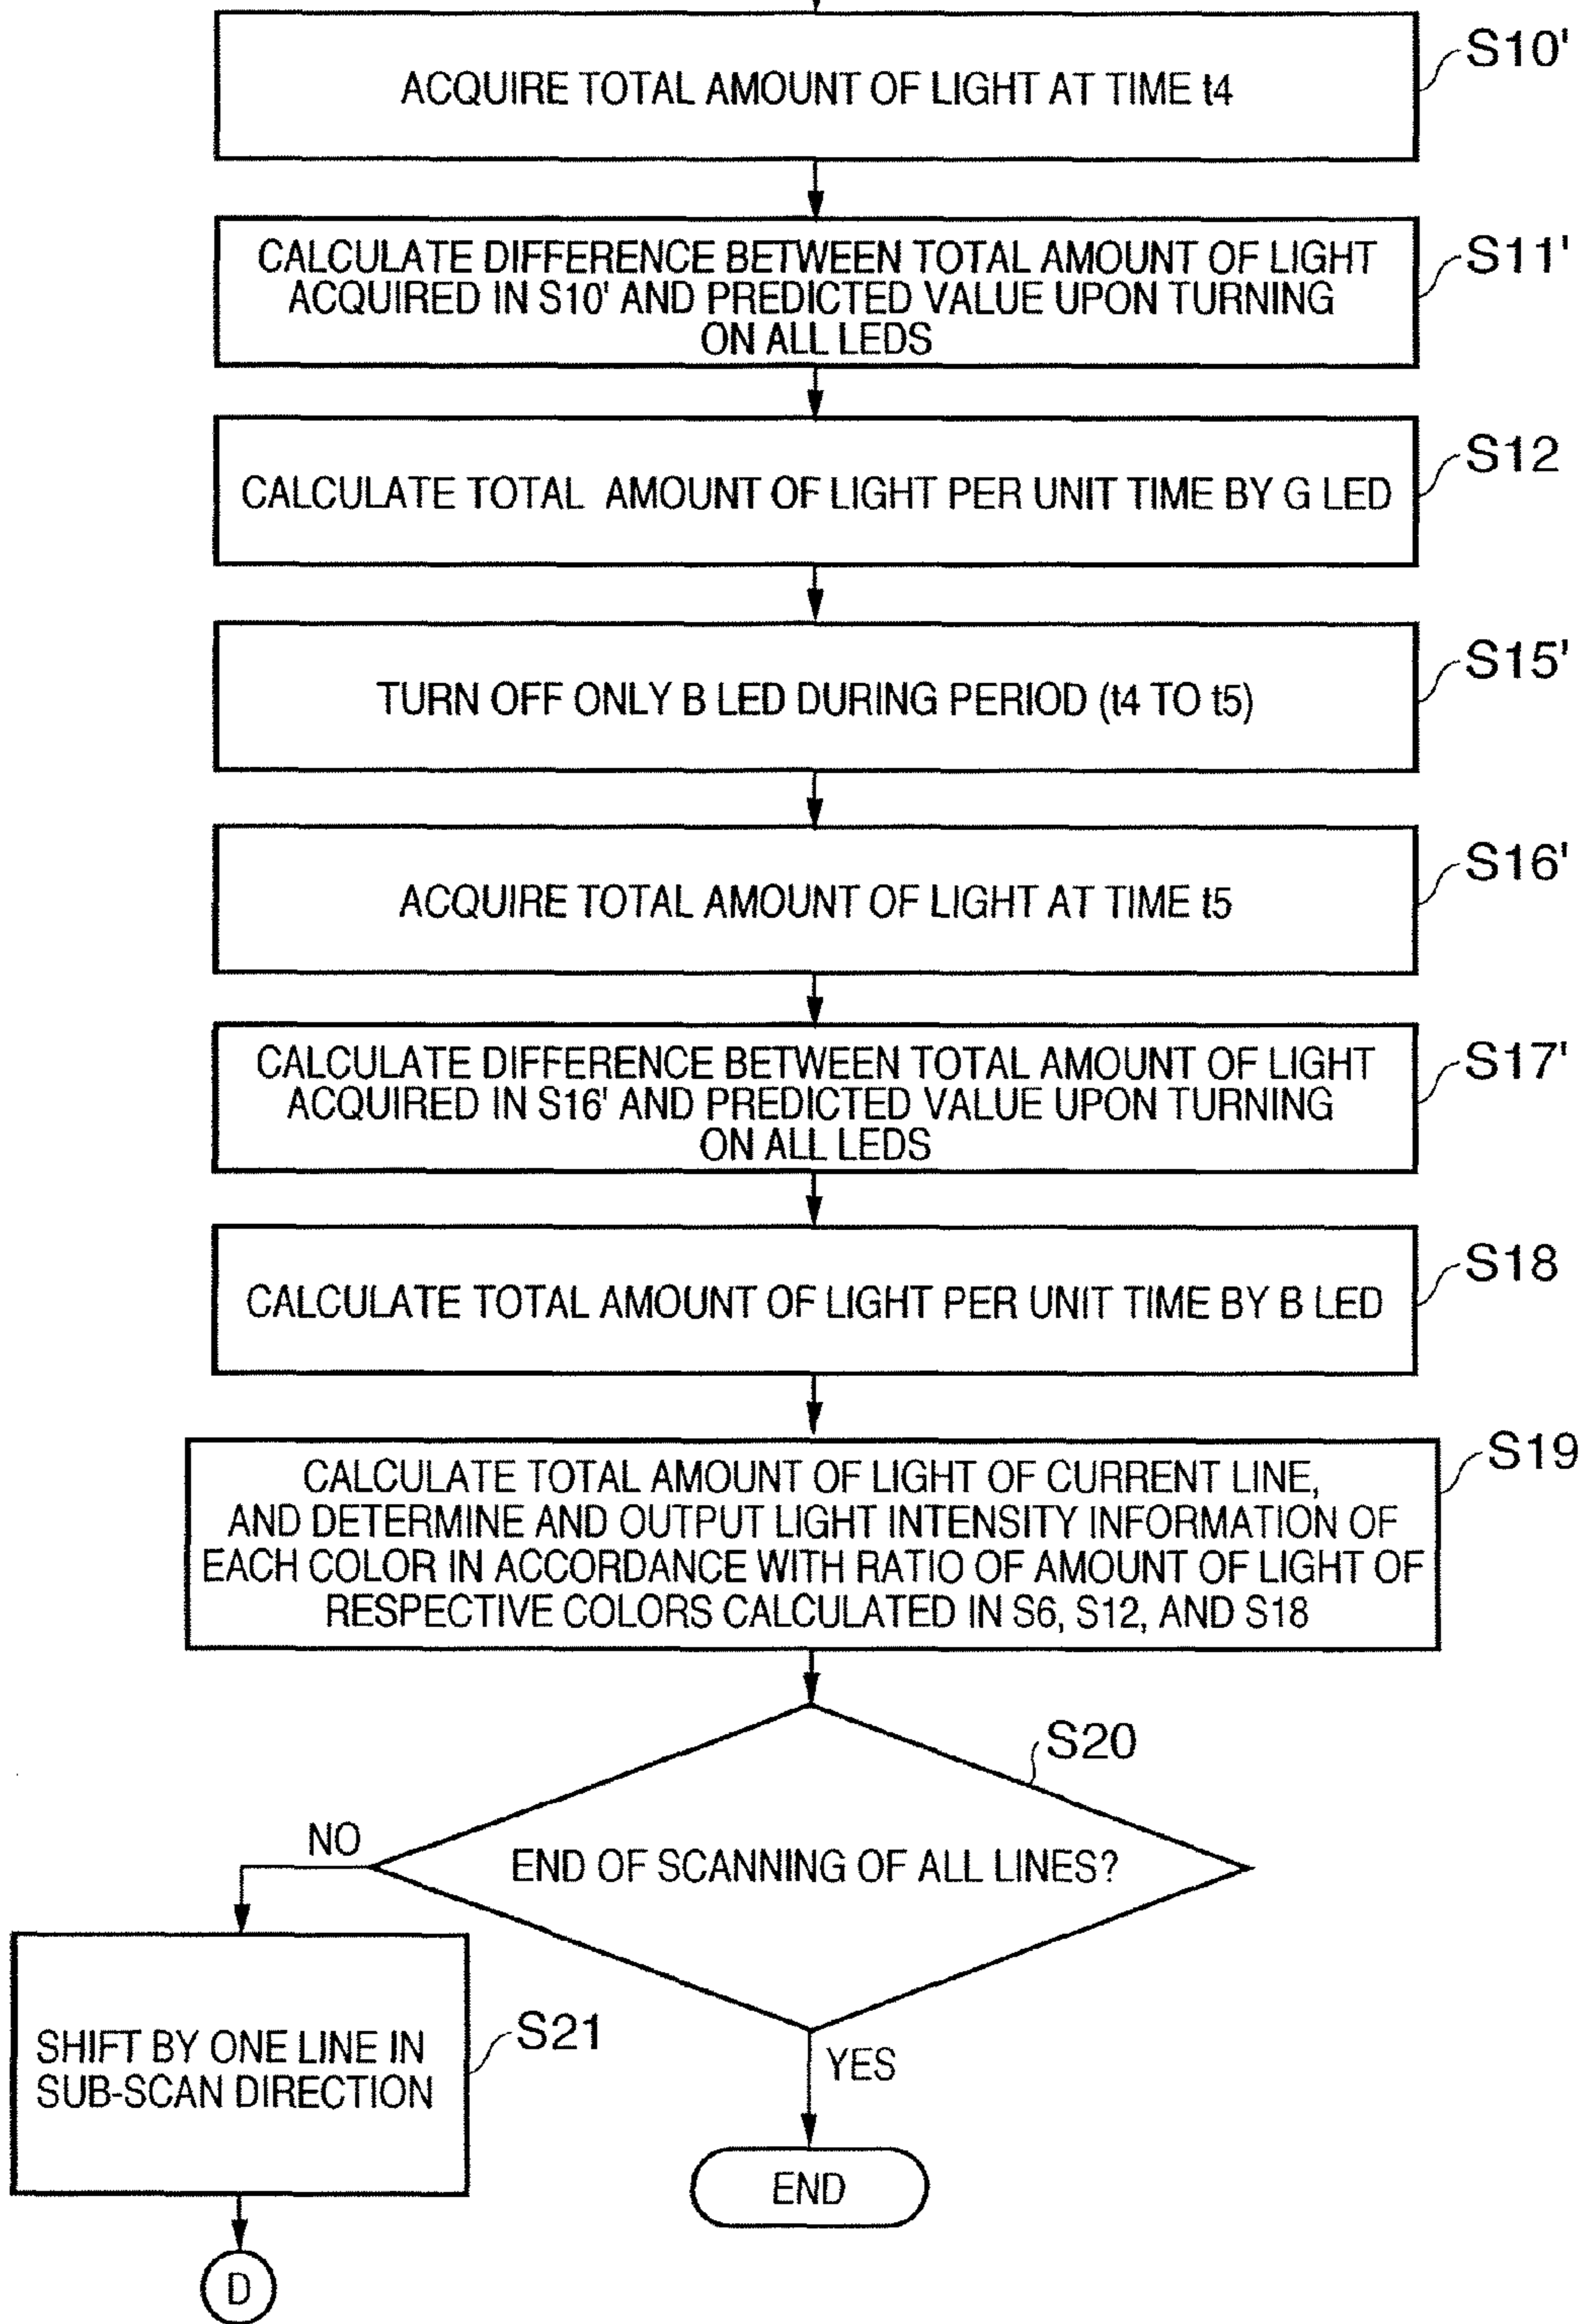 S10'
ACQUIRE TOTAL AMOUNT OF LIGHT AT TIME t4
S11'
CALCULATE DIFFERENCE BETWEEN TOTAL AMOUNT OF LIGHT
ACQUIRED IN S10' AND PREDICTED VALUE UPON TURNING
ON ALL LEDS
S12
CALCULATE TOTAL AMOUNT OF LIGHT PER UNIT TIME BY G LED
S15'
TURN OFF ONLY B LED DURING PERIOD (t4 TO t5)
S16'
ACQUIRE TOTAL AMOUNT OF LIGHT AT TIME t5
S17'
CALCULATE DIFFERENCE BETWEEN TOTAL AMOUNT OF LIGHT
ACQUIRED IN S16' AND PREDICTED VALUE UPON TURNING
ON ALL LEDS
S18
CALCULATE TOTAL AMOUNT OF LIGHT PER UNIT TIME BY B LED
S19
CALCULATE TOTAL AMOUNT OF LIGHT OF CURRENT LINE,
AND DETERMINE AND OUTPUT LIGHT INTENSITY INFORMATION OF
EACH COLOR IN ACCORDANCE WITH RATIO OF AMOUNT OF LIGHT OF
RESPECTIVE COLORS CALCULATED IN S6, S12, AND S18
S20
NO
END OF SCANNING OF ALL LINES?
S21
SHIFT BY ONE LINE IN
SUB-SCAN DIRECTION
YES
END
D